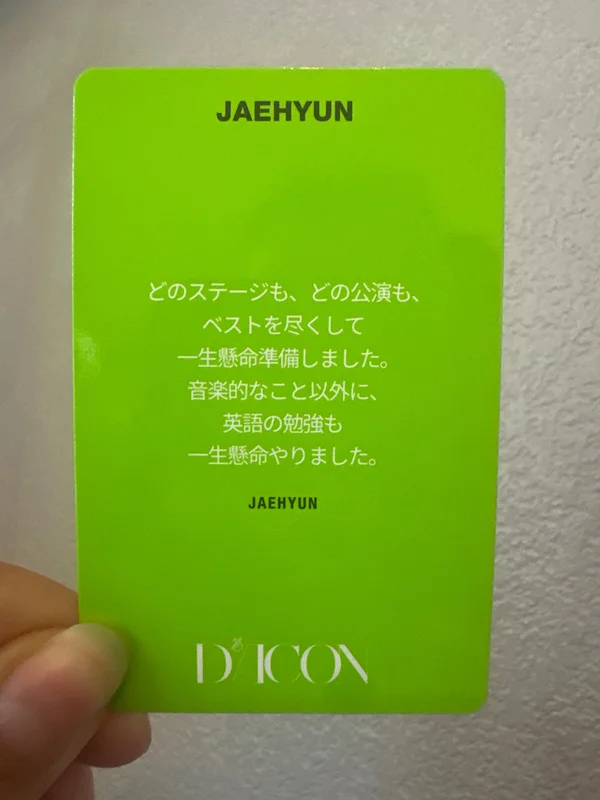 JAEHYUN
どのステージも、どの公演も、
ベストを尽くして
一生懸命準備しました。
音楽的なこと以外に、
英語の勉強も
一生懸命やりました。
JAEHYUN
D/ICON